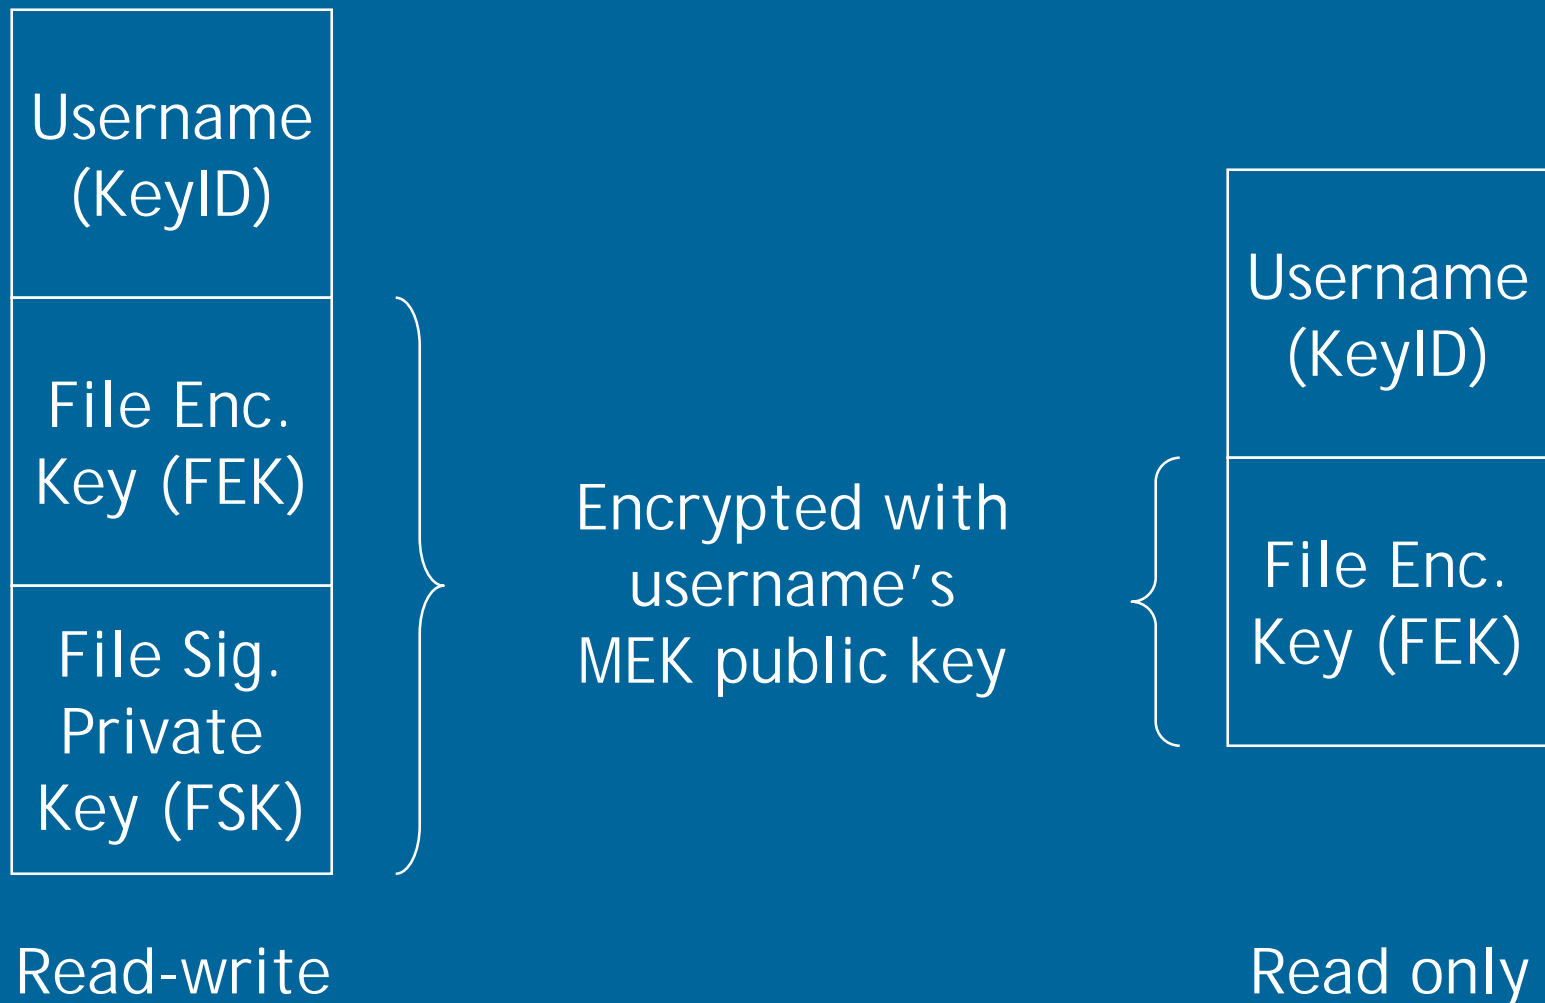 Username
(KeyID)
File Enc.
Key (FEK)
File Sig.
Private
Key (FSK)
Read-write
Encrypted with
username’s
MEK public key
Username
(KeyID)
File Enc.
Key (FEK)
Read only